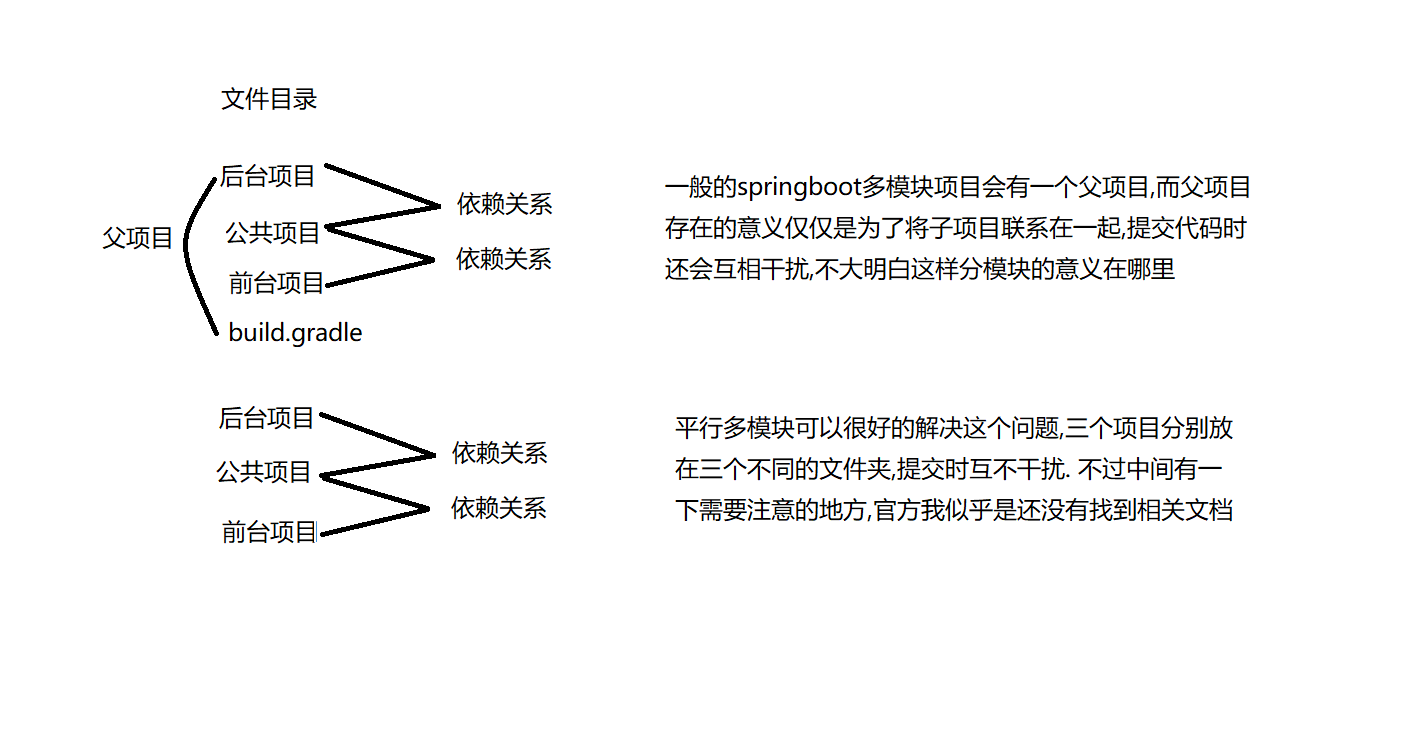 文件目录
后台项目
依赖关系
公共项目
父项目
依赖关系
前台项目
build.gradle
一般的springboot多模块项目会有一个父项目,而父项目
存在的意义仅仅是为了将子项目联系在一起,提交代码时
还会互相干扰,不大明白这样分模块的意义在哪里
后台项目
依赖关系
公共项目
依赖关系
前台项目
平行多模块可以很好的解决这个问题,三个项目分别放
在三个不同的文件夹,提交时互不干扰. 不过中间有一
下需要注意的地方,官方我似乎是还没有找到相关文档